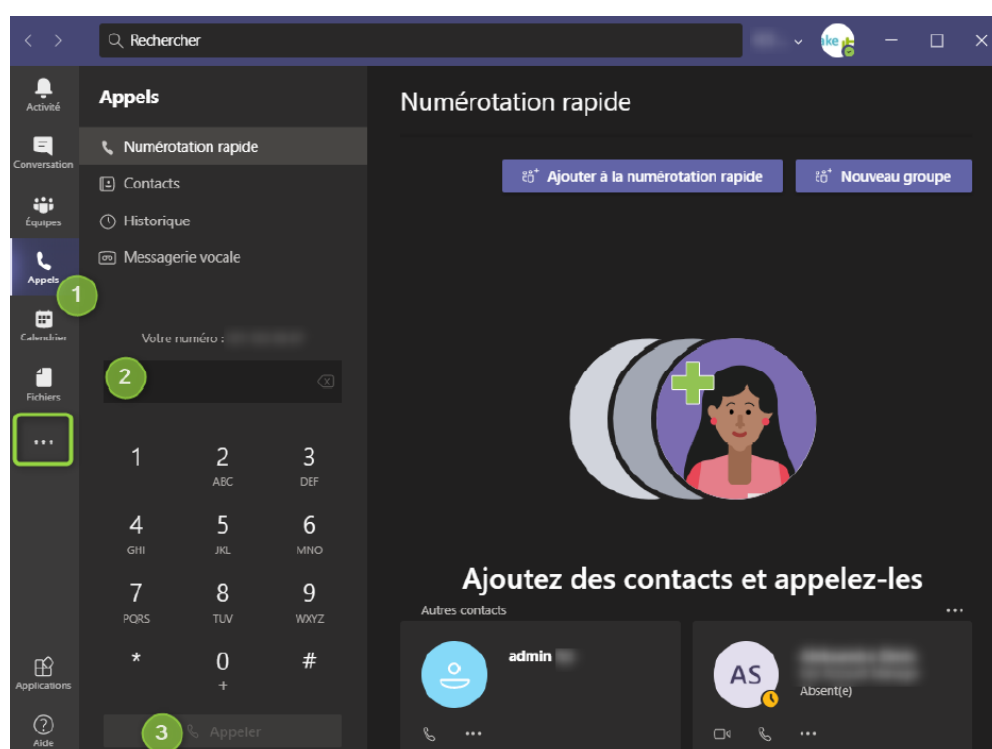 Rechercher
ke
Activité
Conversation
Équipes
Appels
1
Calendrier
Fichiers
...
Applications
Aide
Appels
Numérotation rapide
Contacts
Historique
Messagerie vocale
Votre numéro :
2
1 2 3
ABC DEF
4 5 6
GHI JKL MNO
7 8 9
PQRS TUV WXYZ
* 0 #
+
3 Appeler
Numérotation rapide
Ajouter à la numérotation rapide Nouveau groupe
Ajoutez des contacts et appelez-les
Autres contacts ...
admin
...
AS
Absent(e)
...